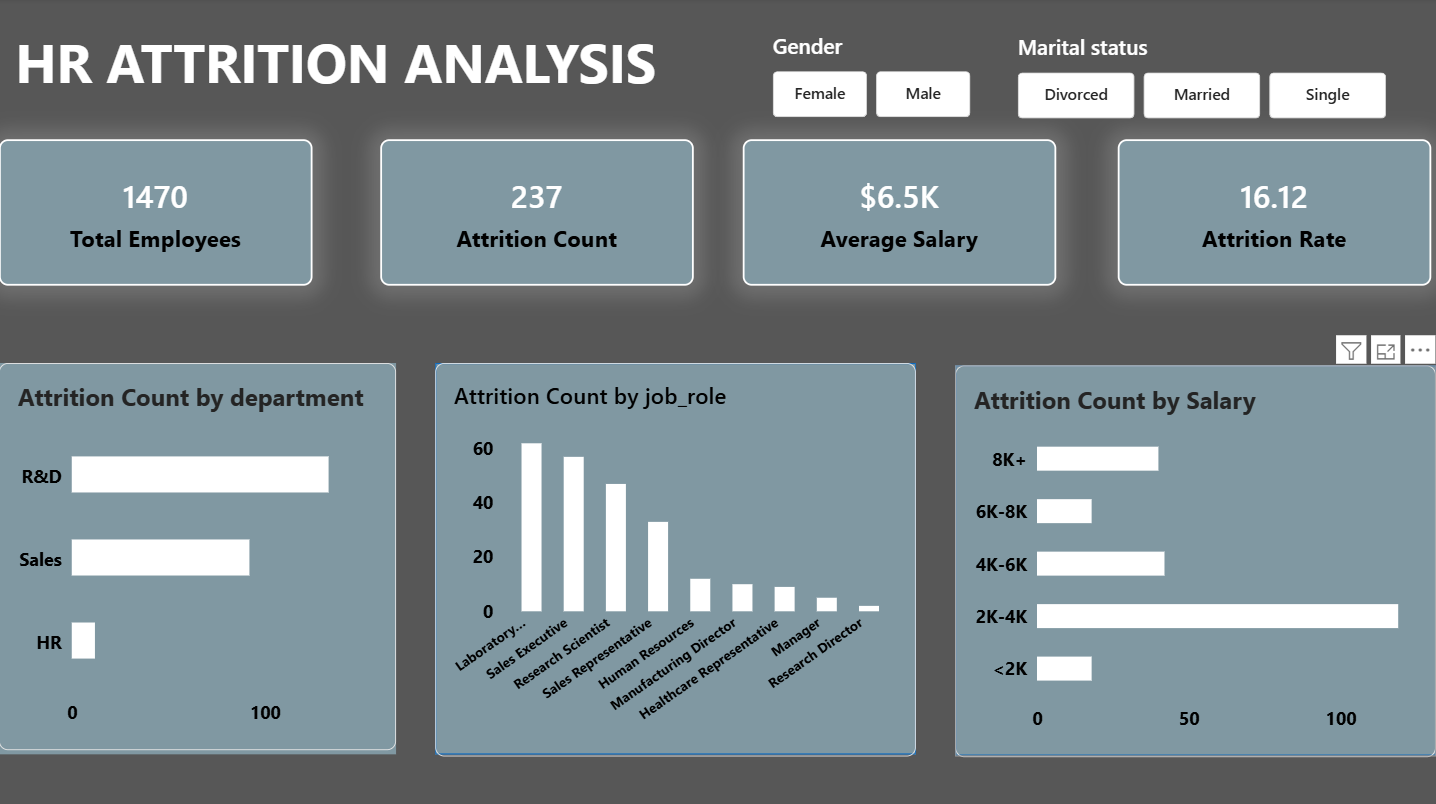 HR ATTRITION ANALYSIS
Gender
Female
Male
Marital status
Divorced
Married
Single
1470
Total Employees
237
Attrition Count
$6.5K
Average Salary
16.12
Attrition Rate
Attrition Count by department
R&D
Sales
HR
0
100
Attrition Count by job_role
60
40
20
0
Laboratory...
Sales Executive
Research Scientist
Sales Representative
Human Resources
Manufacturing Director
Healthcare Representative
Manager
Research Director
Attrition Count by Salary
8K+
6K-8K
4K-6K
2K-4K
<2K
0
50
100